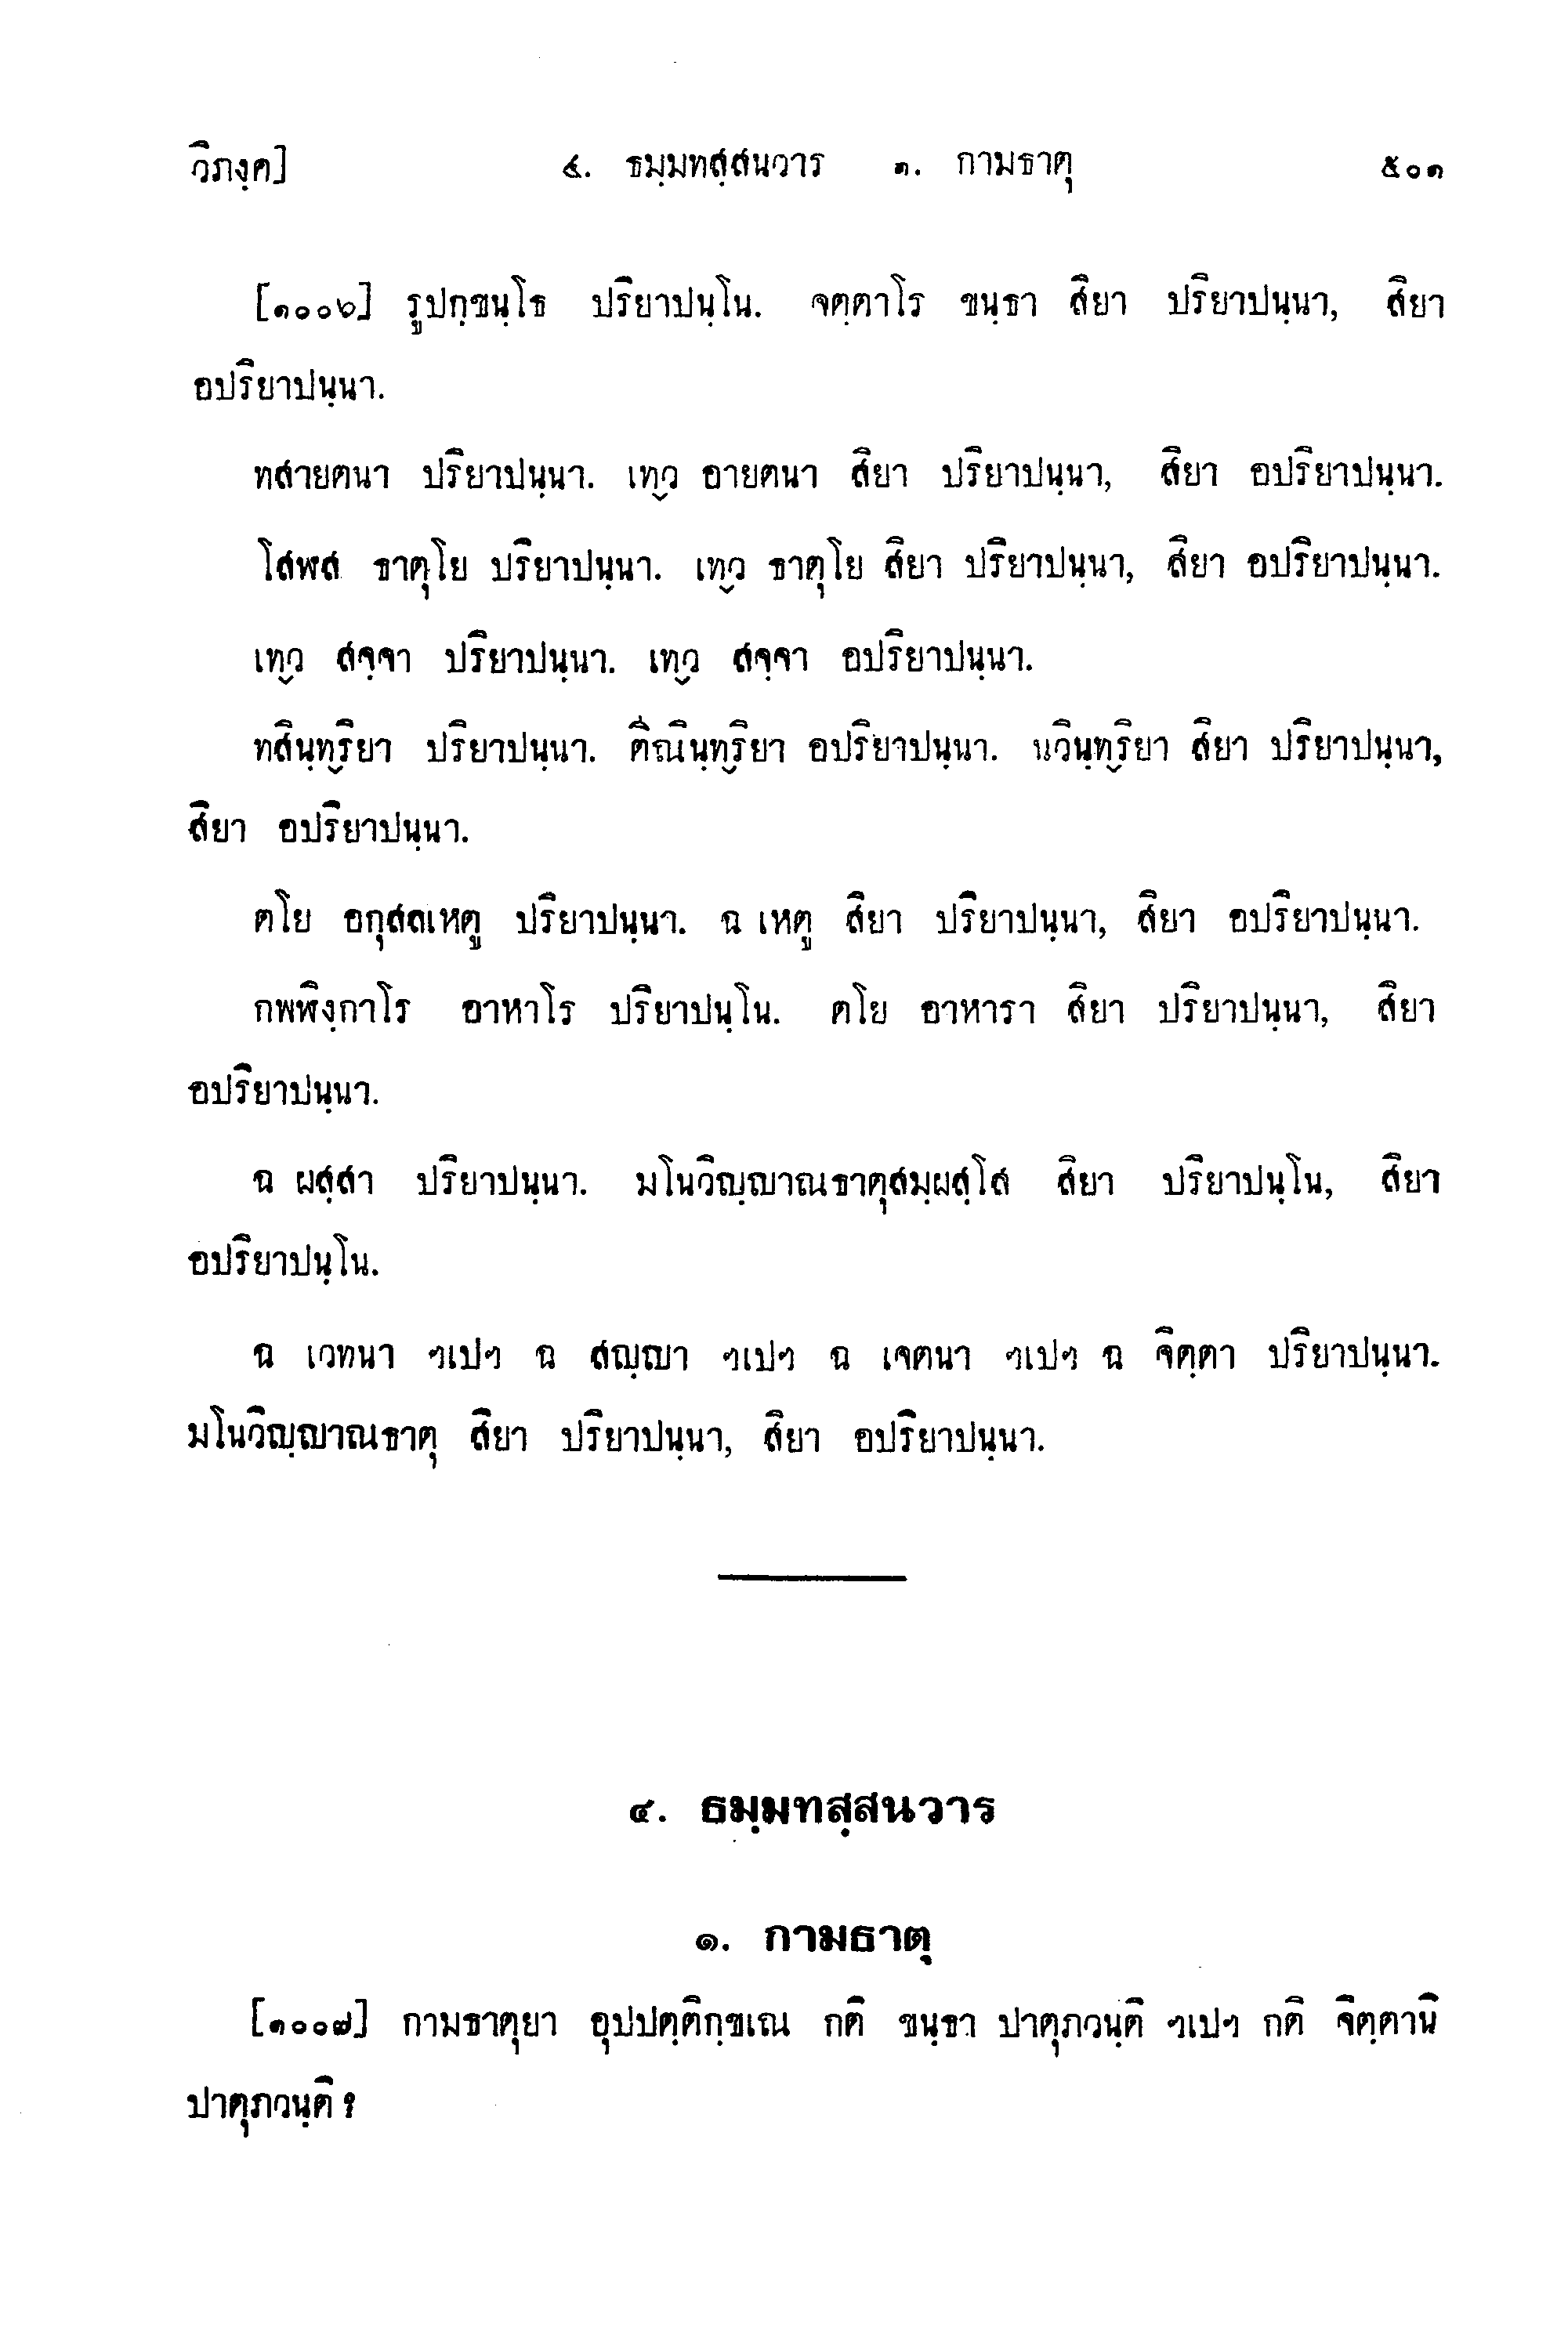 วิภงฺค]
๔. ธมฺมทสฺสนวาร ๑. กามธาตุ
๕๐๑
[๑๐๐๖] รูปกฺขนฺโธ ปริยาปนฺโน. จตฺตาโร ขนฺธา สิยา ปริยาปนฺนา, สิยา
อปริยาปนฺนา.
ทสายตนา ปริยาปนฺนา. เทฺว อายตนา สิยา ปริยาปนฺนา, สิยา อปริยาปนฺนา.
โสฬส ธาตุโย ปริยาปนฺนา. เทฺว ธาตุโย สิยา ปริยาปนฺนา, สิยา อปริยาปนฺนา.
เทฺว สจฺจา ปริยาปนฺนา. เทฺว สจฺจา อปริยาปนฺนา.
ทสินฺทฺริยา ปริยาปนฺนา. ตีณินฺทฺริยา อปริยาปนฺนา. นวินฺทฺริยา สิยา ปริยาปนฺนา,
สิยา อปริยาปนฺนา.
ตโย อกุสลเหตู ปริยาปนฺนา. ฉ เหตู สิยา ปริยาปนฺนา, สิยา อปริยาปนฺนา.
กพฬิงฺกาโร อาหาโร ปริยาปนฺโน. ตโย อาหารา สิยา ปริยาปนฺนา, สิยา
อปริยาปนฺนา.
ฉ ผสฺสา ปริยาปนฺนา. มโนวิญฺญาณธาตุสมฺผสฺโส สิยา ปริยาปนฺโน, สิยา
อปริยาปนฺโน.
ฉ เวทนา ฯเปฯ ฉ สญฺญา ฯเปฯ ฉ เจตนา ฯเปฯ ฉ จิตฺตา ปริยาปนฺนา.
มโนวิญฺญาณธาตุ สิยา ปริยาปนฺนา, สิยา อปริยาปนฺนา.
๔. ธมฺมทสฺสนวาร
๑. กามธาตุ
[๑๐๐๗] กามธาตุยา อุปปตฺติกฺขเณ กติ ขนฺธา ปาตุภวนฺติ ฯเปฯ กติ จิตฺตานิ
ปาตุภวนฺติ ?